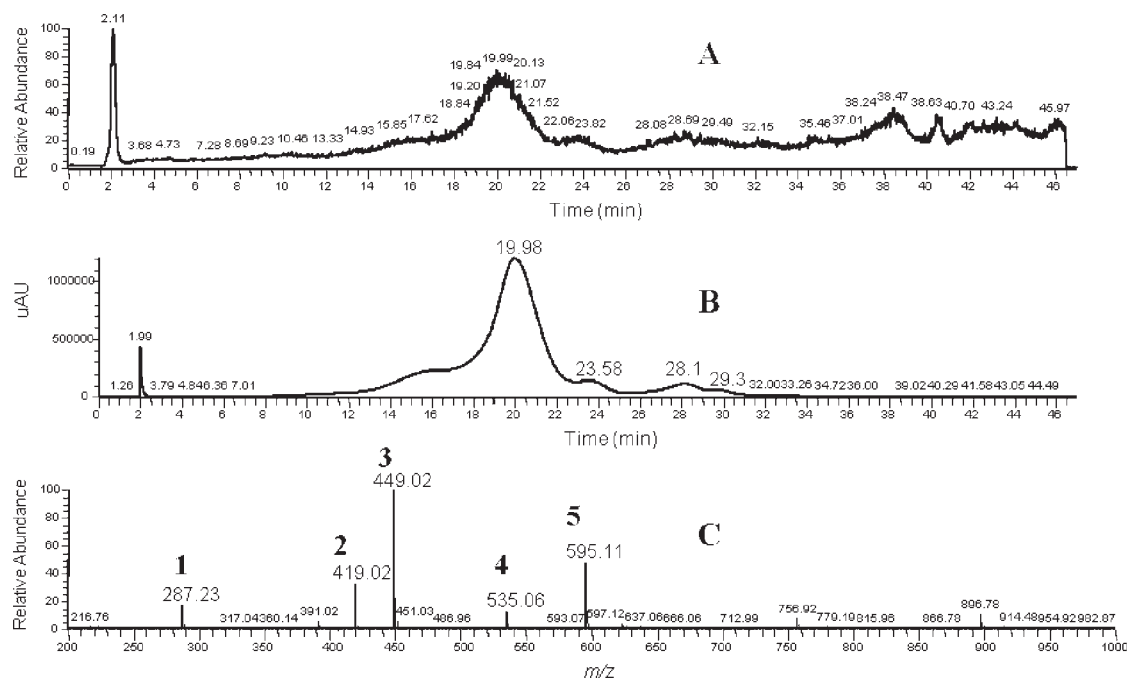 2.11
100
80
60
40
20
0
Relative Abundance
A
0.19 3.68 4.73 7.28 8.69 9.23 10.46 13.33 14.93 15.85 17.62 18.84 19.20 19.84 19.99 20.13 21.07 21.52 22.06 23.82 28.08 28.69 29.49 32.15 35.46 37.01 38.24 38.47 38.63 40.70 43.24 45.97
0 2 4 6 8 10 12 14 16 18 20 22 24 26 28 30 32 34 36 38 40 42 44 46
Time (min)
19.98
1000000
500000
0
uAU
B
1.26 1.99 3.79 4.84 6.36 7.01 23.58 28.1 29.3 32.00 33.26 34.72 36.00 39.02 40.29 41.58 43.05 44.49
0 2 4 6 8 10 12 14 16 18 20 22 24 26 28 30 32 34 36 38 40 42 44 46
Time (min)
3
449.02
100
80
60
40
20
0
Relative Abundance
1
287.23
2
419.02
4
535.06
5
595.11
C
216.76 317.04 360.14 391.02 451.03 486.96 593.07 597.12 637.06 666.06 712.99 756.92 779.19 815.96 866.78 896.78 914.48 954.92 982.87
200 250 300 350 400 450 500 550 600 650 700 750 800 850 900 950 1000
m/z